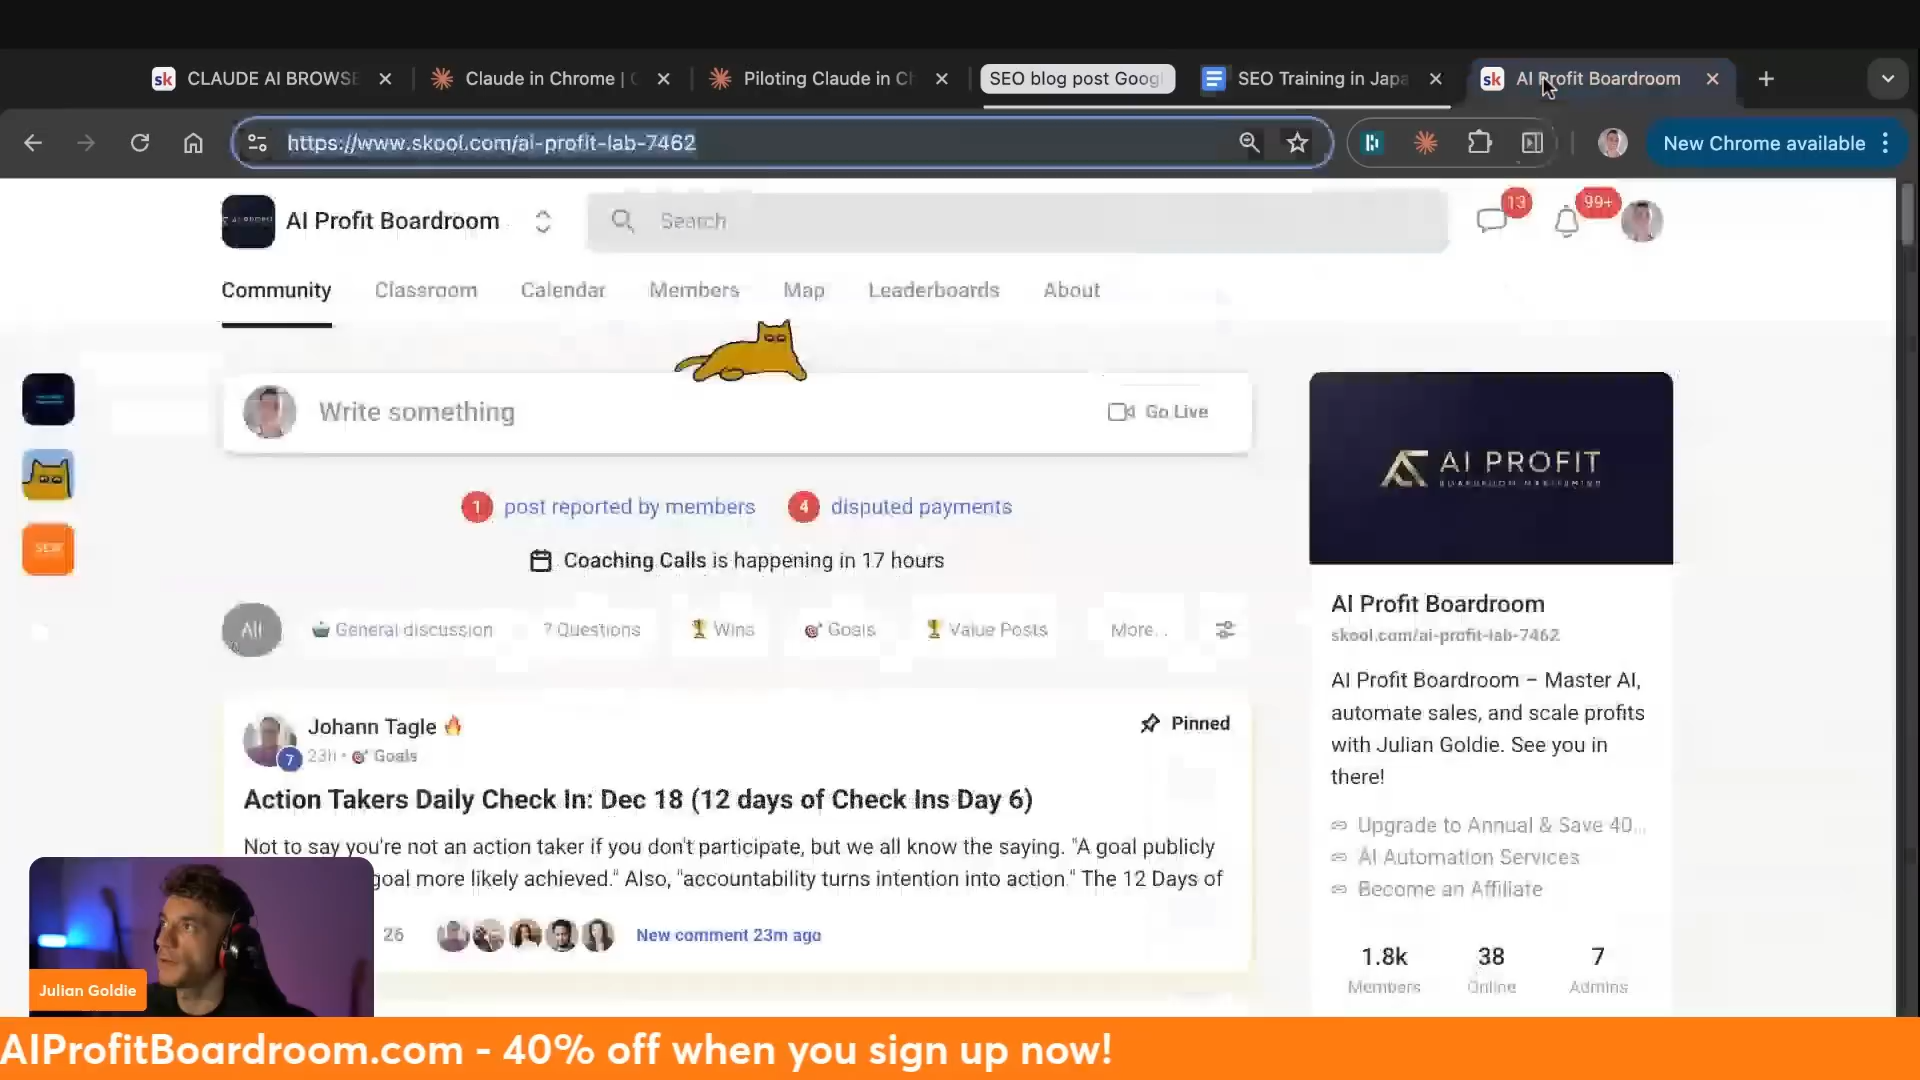 CLAUDE AI BROWSE
Claude in Chrome |
Piloting Claude in Ch
SEO blog post Goog
SEO Training in Japa
sk AI Profit Boardroom
https://www.skool.com/ai-profit-lab-7462
New Chrome available
AI Profit Boardroom
Search
13
99+
Community
Classroom
Calendar
Members
Map
Leaderboards
About
Write something
Go Live
1 post reported by members
4 disputed payments
Coaching Calls is happening in 17 hours
All
General discussion
? Questions
Wins
Goals
Value Posts
More...
Johann Tagle
7
23h • Goals
Pinned
Action Takers Daily Check In: Dec 18 (12 days of Check Ins Day 6)
Not to say you're not an action taker if you don't participate, but we all know the saying. "A goal publicly
goal more likely achieved." Also, "accountability turns intention into action." The 12 Days of
26
New comment 23m ago
AI PROFIT
AI Profit Boardroom
skool.com/ai-profit-lab-7462
AI Profit Boardroom – Master AI,
automate sales, and scale profits
with Julian Goldie. See you in
there!
Upgrade to Annual & Save 40...
AI Automation Services
Become an Affiliate
1.8k
Members
38
Online
7
Admins
Julian Goldie
AIProfitBoardroom.com - 40% off when you sign up now!